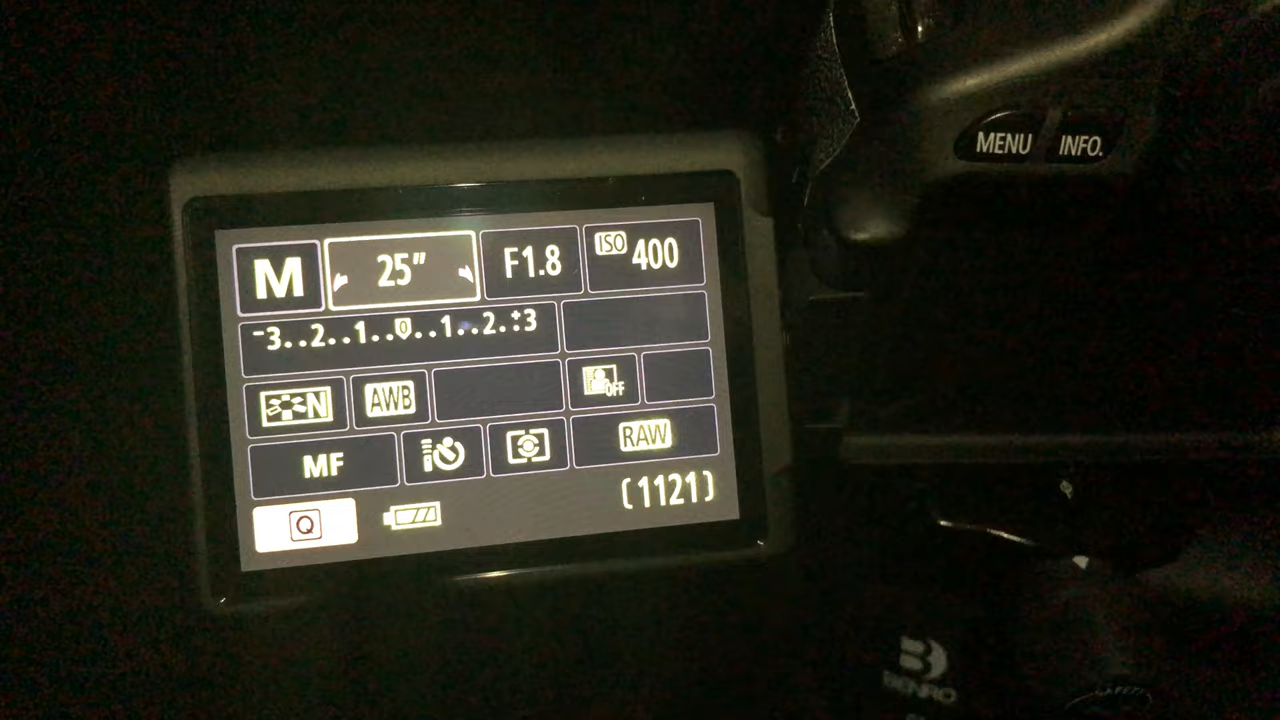 MENU INFO.
M 25" F1.8 ISO 400
-3..2..1..0..1..2.:+3
N AWB OFF
MF RAW
Q [1121]
BENRO